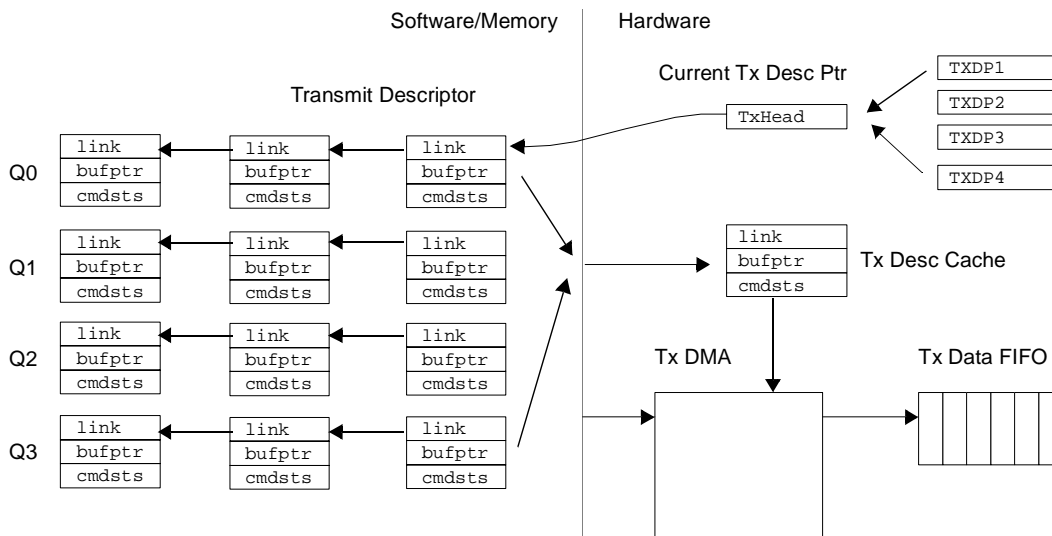 Software/Memory
Hardware
Transmit Descriptor
Current Tx Desc Ptr
TxHead
TXDP1
TXDP2
TXDP3
TXDP4
Q0
link link link
bufptr bufptr bufptr
cmdsts cmdsts cmdsts
Q1
link link link
bufptr bufptr bufptr
cmdsts cmdsts cmdsts
Q2
link link link
bufptr bufptr bufptr
cmdsts cmdsts cmdsts
Q3
link link link
bufptr bufptr bufptr
cmdsts cmdsts cmdsts
link
bufptr
cmdsts
Tx Desc Cache
Tx DMA
Tx Data FIFO